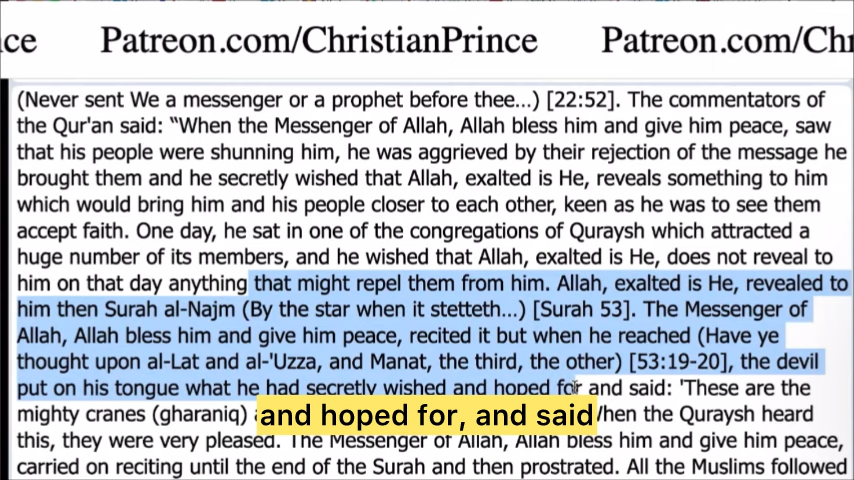 ce Patreon.com/ChristianPrince Patreon.com/Chr
(Never sent We a messenger or a prophet before thee...) [22:52]. The commentators of
the Qur'an said: “When the Messenger of Allah, Allah bless him and give him peace, saw
that his people were shunning him, he was aggrieved by their rejection of the message he
brought them and he secretly wished that Allah, exalted is He, reveals something to him
which would bring him and his people closer to each other, keen as he was to see them
accept faith. One day, he sat in one of the congregations of Quraysh which attracted a
huge number of its members, and he wished that Allah, exalted is He, does not reveal to
him on that day anything that might repel them from him. Allah, exalted is He, revealed to
him then Surah al-Najm (By the star when it stetteth...) [Surah 53]. The Messenger of
Allah, Allah bless him and give him peace, recited it but when he reached (Have ye
thought upon al-Lat and al-'Uzza, and Manat, the third, the other) [53:19-20], the devil
put on his tongue what he had secretly wished and hoped for and said: 'These are the
mighty cranes (gharaniq)
and hoped for, and said
When the Quraysh heard
this, they were very pleased. The Messenger of Allah, Allah bless him and give him peace,
carried on reciting until the end of the Surah and then prostrated. All the Muslims followed